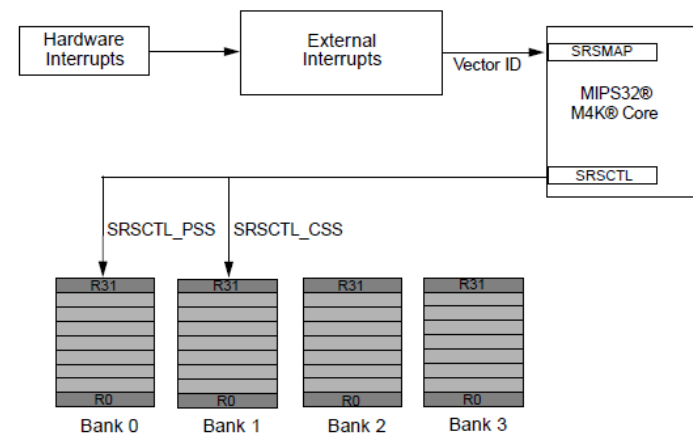 Hardware
Interrupts
External
Interrupts
Vector ID
SRSMAP
MIPS32®
M4K® Core
SRSCTL
SRSCTL_PSS
SRSCTL_CSS
R31
R31
R31
R31
R0
R0
R0
R0
Bank 0
Bank 1
Bank 2
Bank 3